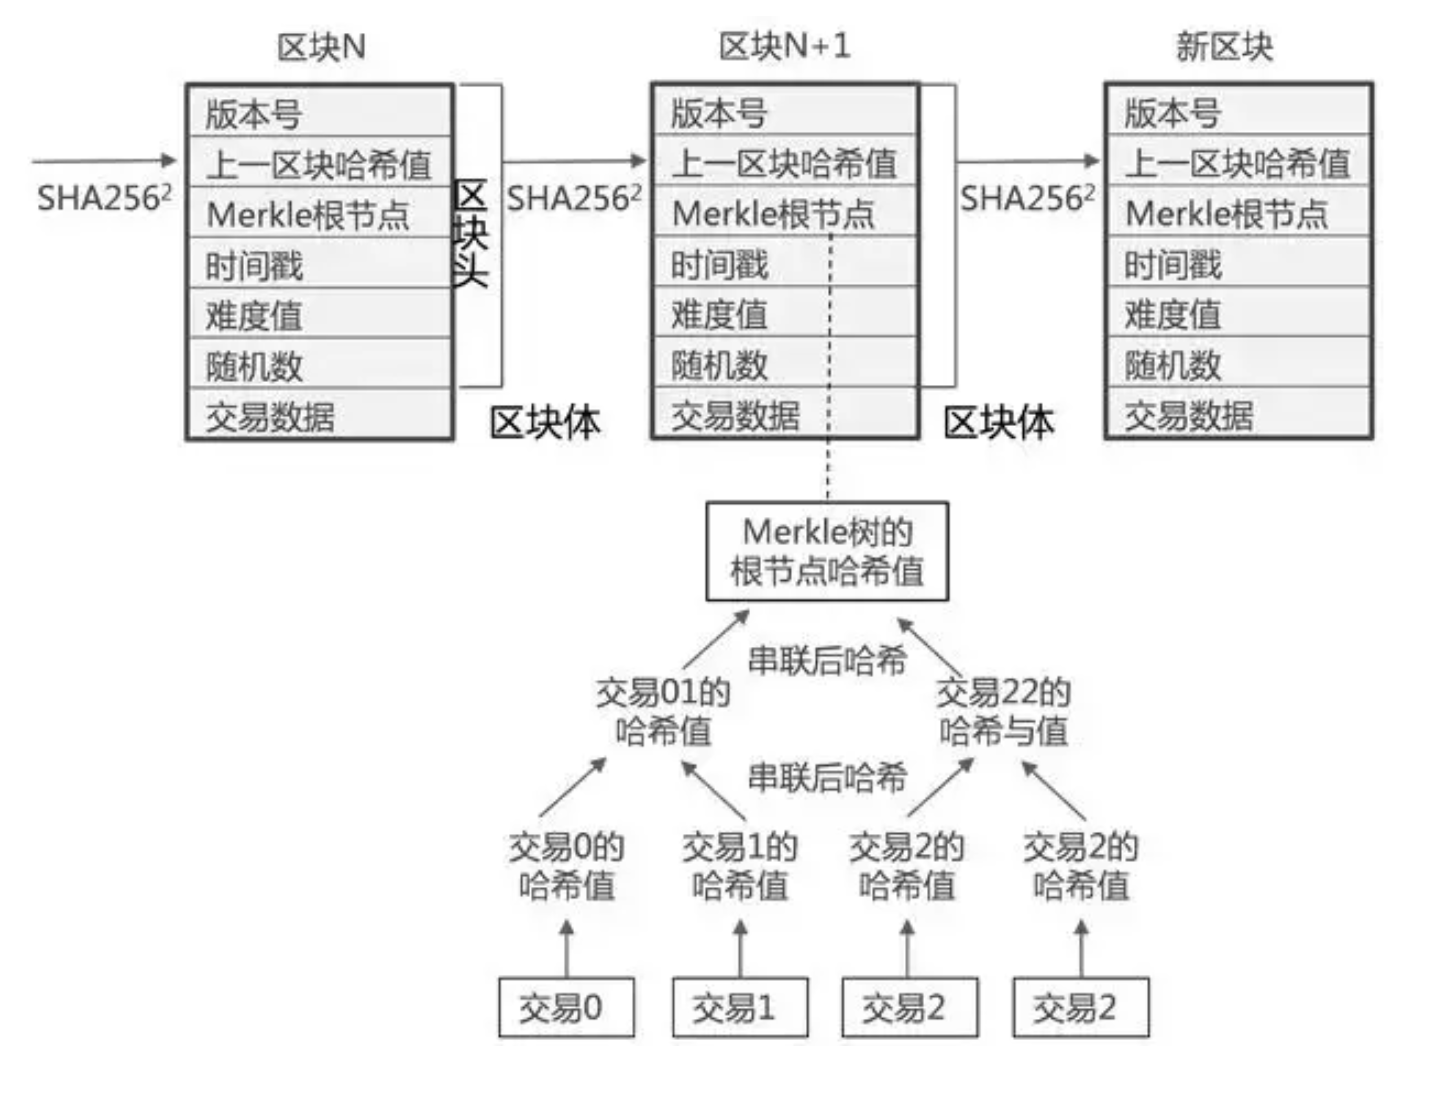 区块N
区块N+1
新区块
版本号
上一区块哈希值
Merkle根节点
时间戳
难度值
随机数
交易数据
SHA256²
区块头
区块体
版本号
上一区块哈希值
Merkle根节点
时间戳
难度值
随机数
交易数据
SHA256²
区块体
版本号
上一区块哈希值
Merkle根节点
时间戳
难度值
随机数
交易数据
SHA256²
Merkle树的
根节点哈希值
串联后哈希
交易01的
哈希值
交易22的
哈希与值
串联后哈希
交易0的
哈希值
交易1的
哈希值
交易2的
哈希值
交易2的
哈希值
交易0
交易1
交易2
交易2